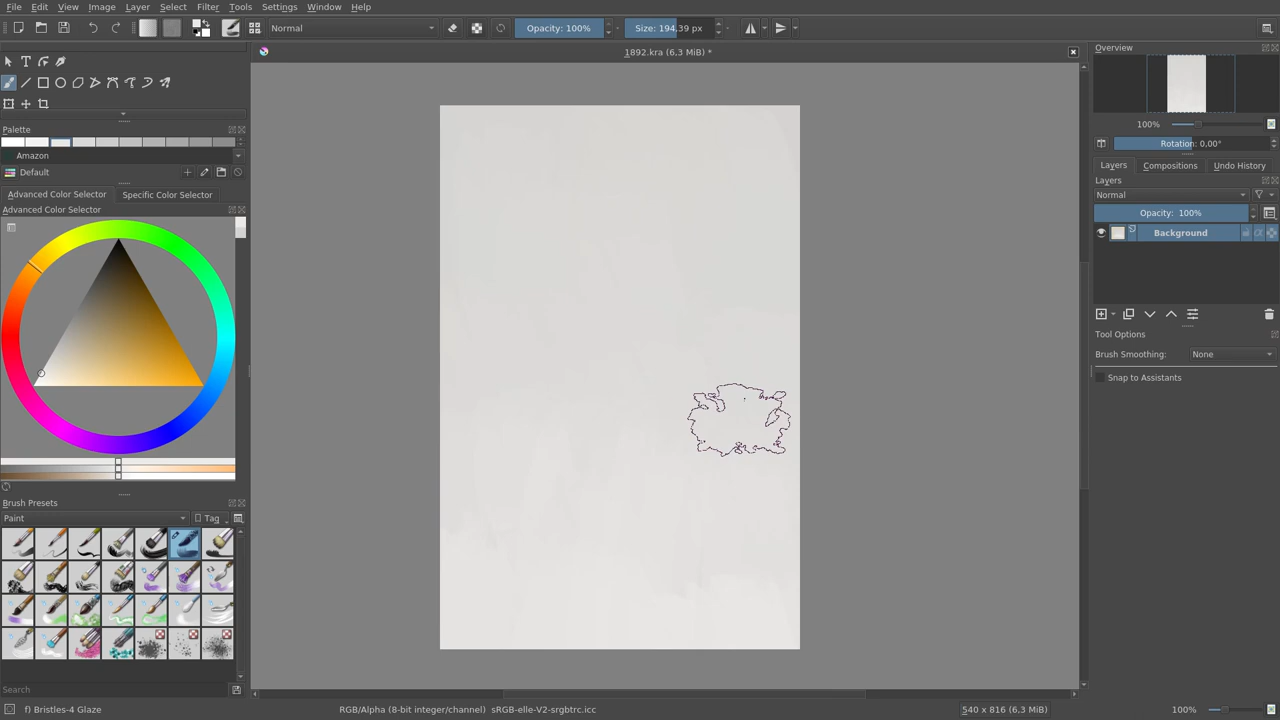 File Edit View Image Layer Select Filter Tools Settings Window Help
Normal
Opacity: 100%
Size: 194,39 px
1892.kra (6,3 MiB) *
Palette
Amazon
Default
Advanced Color Selector
Specific Color Selector
Advanced Color Selector
Brush Presets
Paint
Tag
Search
f) Bristles-4 Glaze
RGB/Alpha (8-bit integer/channel) sRGB-elle-V2-srgbtrc.icc
540 x 816 (6,3 MiB)
100%
Overview
100%
Rotation: 0,00°
Layers
Compositions
Undo History
Layers
Normal
Opacity: 100%
Background
Tool Options
Brush Smoothing:
None
Snap to Assistants